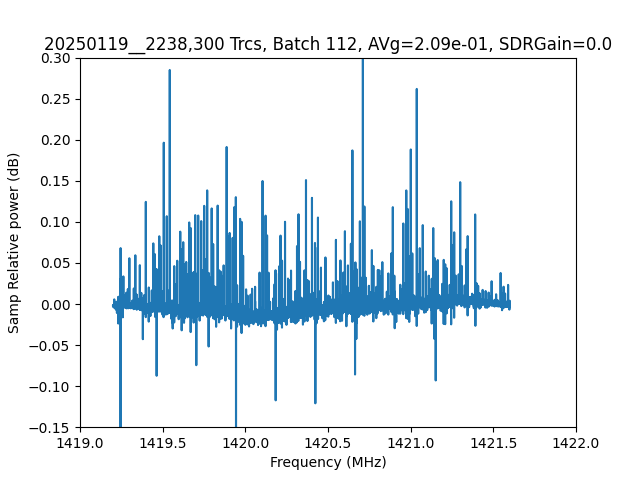 20250119__2238,300 Trcs, Batch 112, AVg=2.09e-01, SDRGain=0.0
0.30
0.25
0.20
0.15
0.10
0.05
0.00
−0.05
−0.10
−0.15
Samp Relative power (dB)
1419.0 1419.5 1420.0 1420.5 1421.0 1421.5 1422.0
Frequency (MHz)